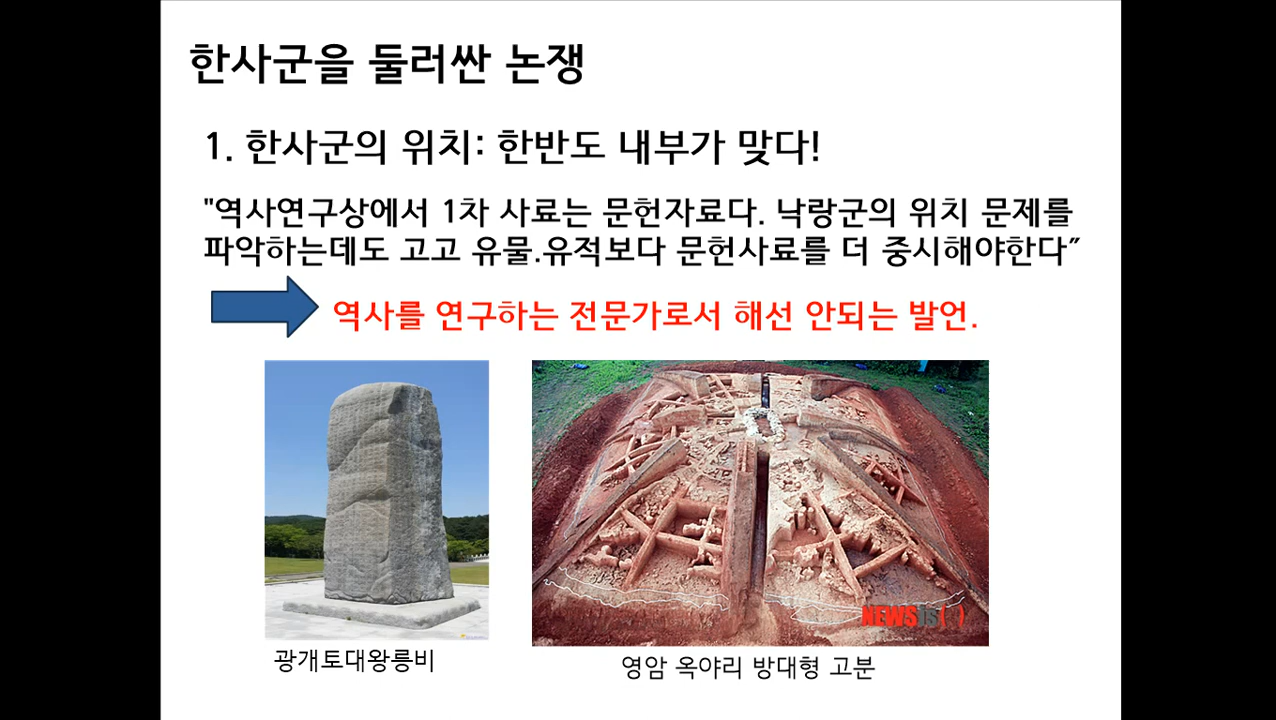 한사군을 둘러싼 논쟁
1. 한사군의 위치: 한반도 내부가 맞다!
"역사연구상에서 1차 사료는 문헌자료다. 낙랑군의 위치 문제를
파악하는데도 고고 유물.유적보다 문헌사료를 더 중시해야한다”
역사를 연구하는 전문가로서 해선 안되는 발언.
NEWSis( )
광개토대왕릉비
영암 옥야리 방대형 고분